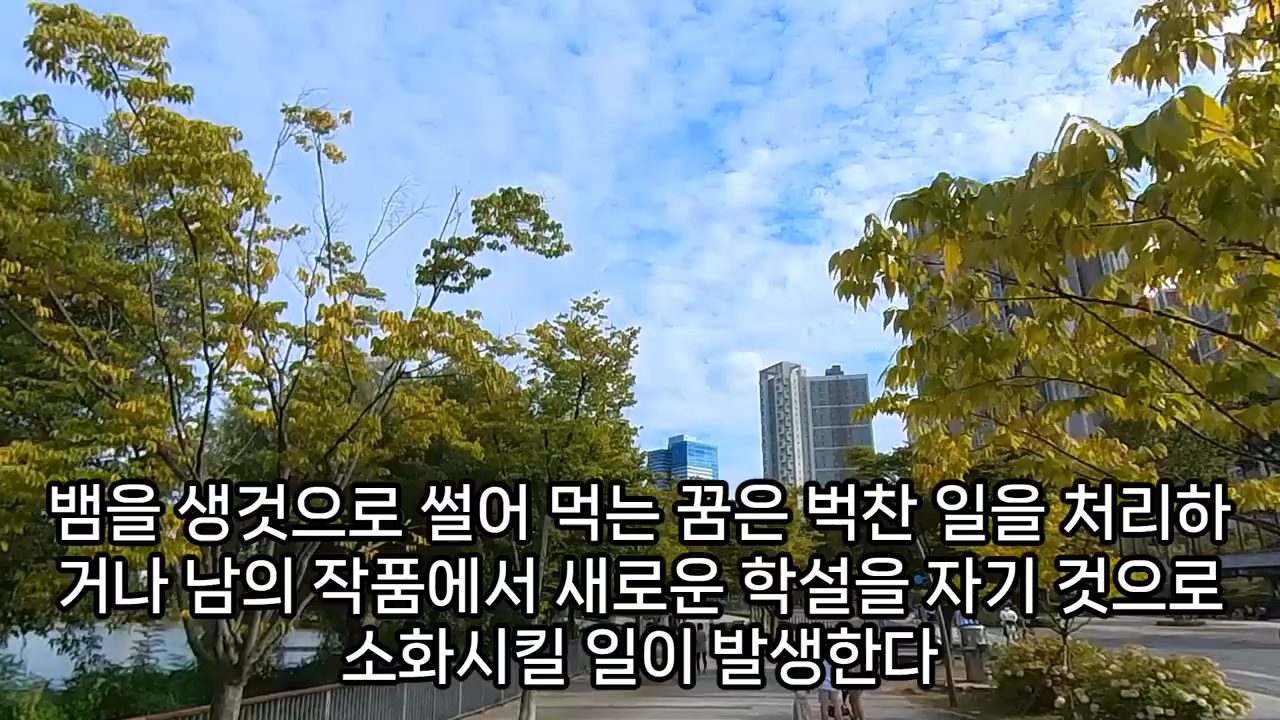 뱀을 생것으로 썰어 먹는 꿈은 벅찬 일을 처리하
거나 남의 작품에서 새로운 학설을 자기 것으로
소화시킬 일이 발생한다